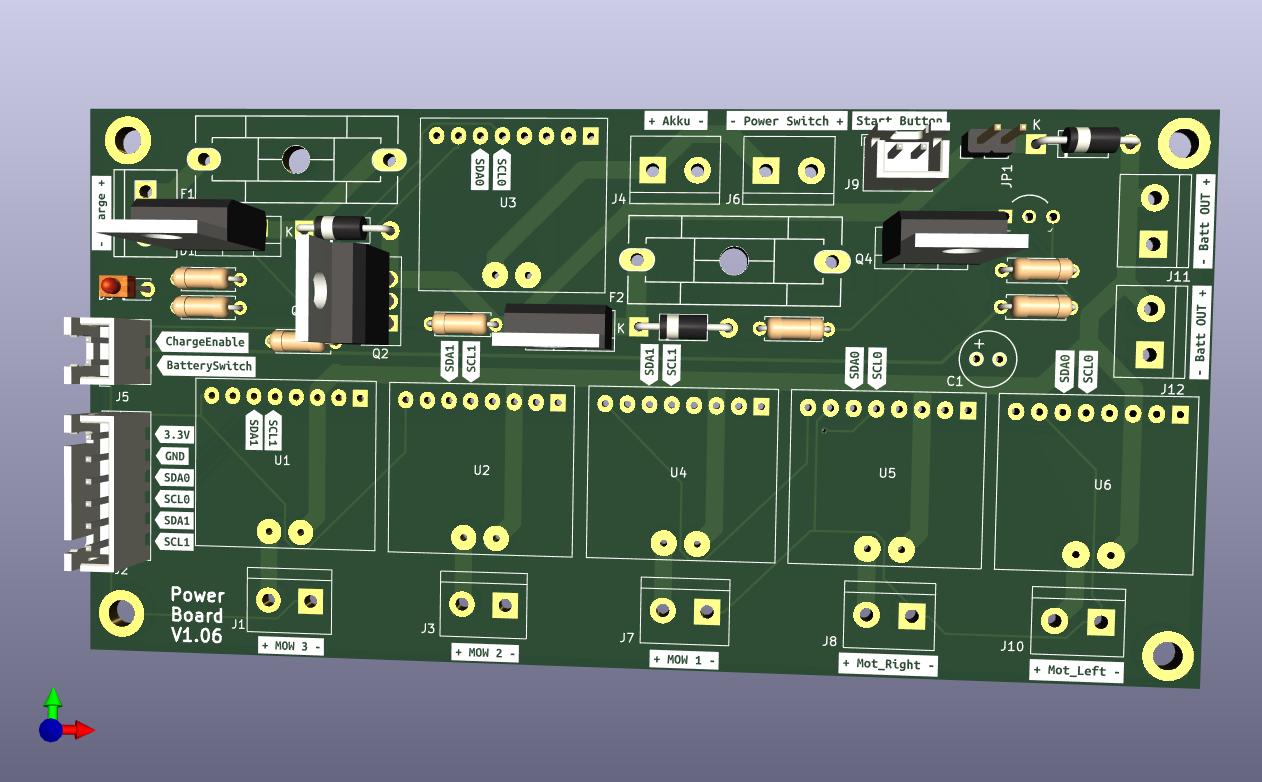 + Akku -
- Power Switch +
Start Button
K
F1
SDA0
SCL0
U3
J4
J6
J9
JP1
- Batt OUT +
arge +
D1
K
Q4
J11
F2
K
Q2
ChargeEnable
BatterySwitch
SDA1
SCL1
SDA1
SCL1
SDA0
SCL0
+
C1
SDA0
SCL0
- Batt OUT +
J12
J5
3.3V
GND
SDA0
SCL0
SDA1
SCL1
J2
SDA1
SCL1
U1
U2
U4
U5
U6
Power
Board
V1.06
J1
J3
J7
J8
J10
+ MOW 3 -
+ MOW 2 -
+ MOW 1 -
+ Mot_Right -
+ Mot_Left -